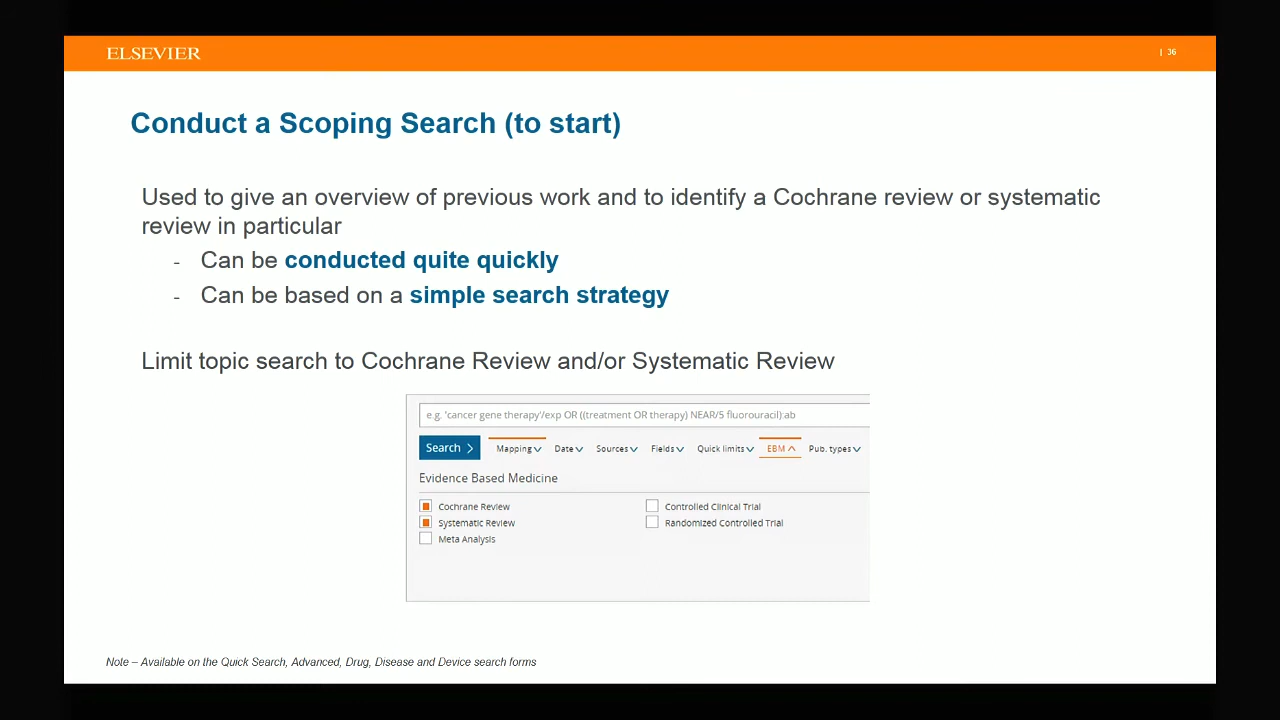 ELSEVIER
| 36
Conduct a Scoping Search (to start)
Used to give an overview of previous work and to identify a Cochrane review or systematic
review in particular
- Can be conducted quite quickly
- Can be based on a simple search strategy
Limit topic search to Cochrane Review and/or Systematic Review
e.g. 'cancer gene therapy'/exp OR ((treatment OR therapy) NEAR/5 fluorouracil):ab
Search Mapping Date Sources Fields Quick limits EBM Pub. types
Evidence Based Medicine
Cochrane Review Controlled Clinical Trial
Systematic Review Randomized Controlled Trial
Meta Analysis
Note – Available on the Quick Search, Advanced, Drug, Disease and Device search forms